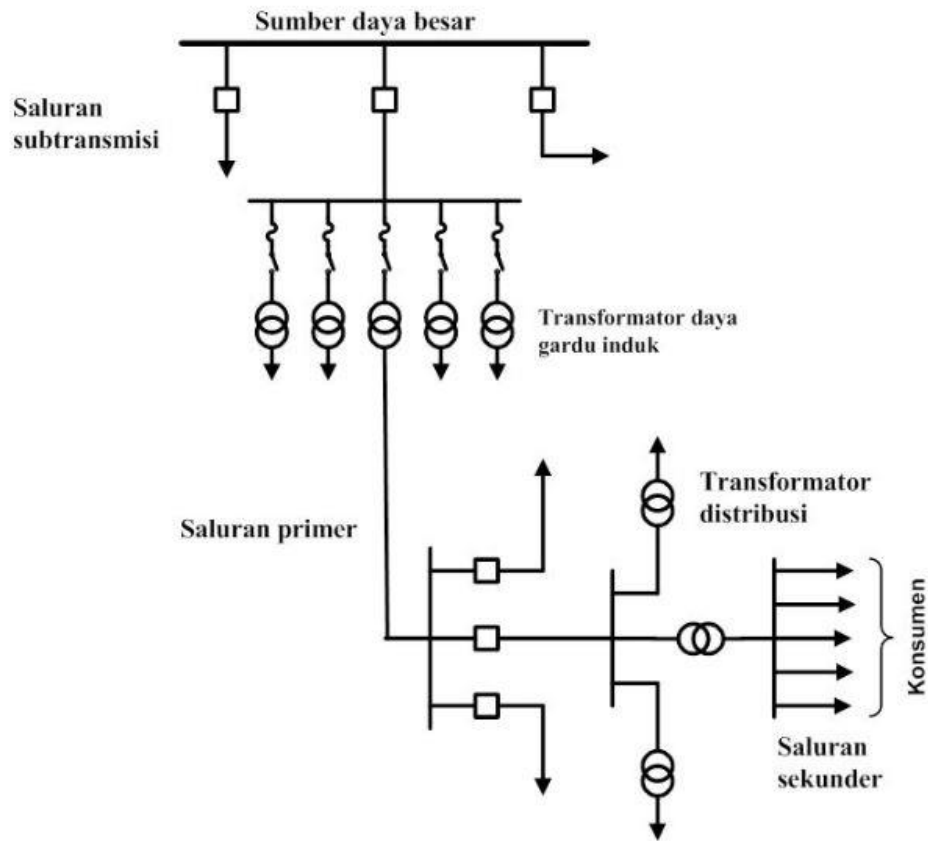 Sumber daya besar
Saluran
subtransmisi
Transformator daya
gardu induk
Saluran primer
Transformator
distribusi
Konsumen
Saluran
sekunder